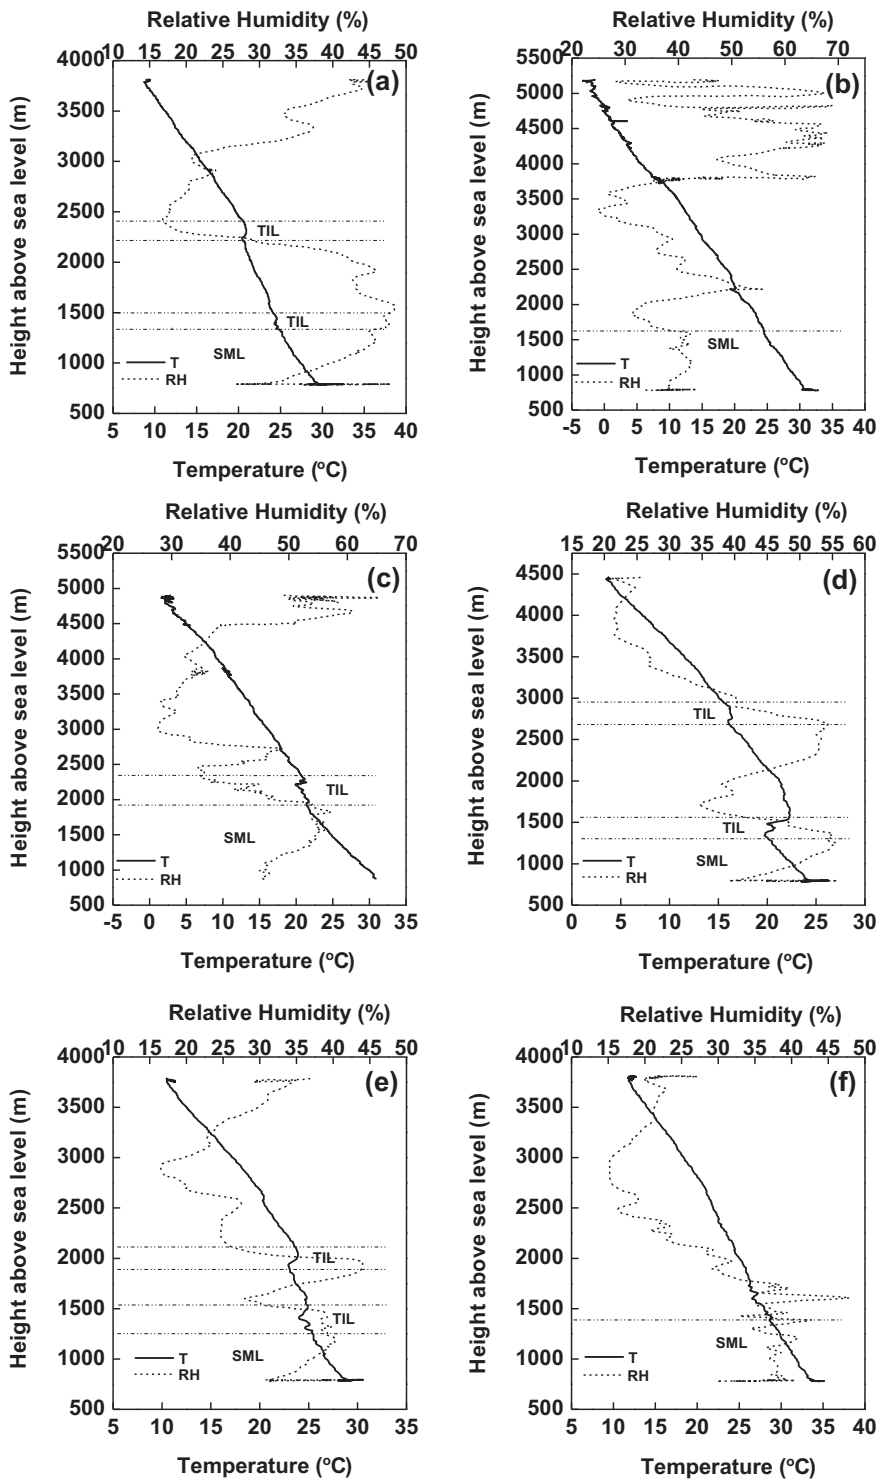 Relative Humidity (%)
10 15 20 25 30 35 40 45 50
4000
3500
3000
2500
2000
1500
1000
500
Height above sea level (m)
(a)
TIL
TIL
SML
T
RH
5 10 15 20 25 30 35 40
Temperature (oC)
Relative Humidity (%)
20 30 40 50 60 70
5500
5000
4500
4000
3500
3000
2500
2000
1500
1000
500
Height above sea level (m)
(b)
SML
T
RH
-5 0 5 10 15 20 25 30 35 40
Temperature (oC)
Relative Humidity (%)
20 30 40 50 60 70
5500
5000
4500
4000
3500
3000
2500
2000
1500
1000
500
Height above sea level (m)
(c)
TIL
SML
T
RH
-5 0 5 10 15 20 25 30 35
Temperature (oC)
Relative Humidity (%)
15 20 25 30 35 40 45 50 55 60
4500
4000
3500
3000
2500
2000
1500
1000
500
Height above sea level (m)
(d)
TIL
TIL
SML
T
RH
0 5 10 15 20 25 30
Temperature (oC)
Relative Humidity (%)
10 15 20 25 30 35 40 45 50
4000
3500
3000
2500
2000
1500
1000
500
Height above sea level (m)
(e)
TIL
TIL
SML
T
RH
5 10 15 20 25 30 35
Temperature (oC)
Relative Humidity (%)
10 15 20 25 30 35 40 45 50
4000
3500
3000
2500
2000
1500
1000
500
Height above sea level (m)
(f)
SML
T
RH
5 10 15 20 25 30 35 40
Temperature (oC)